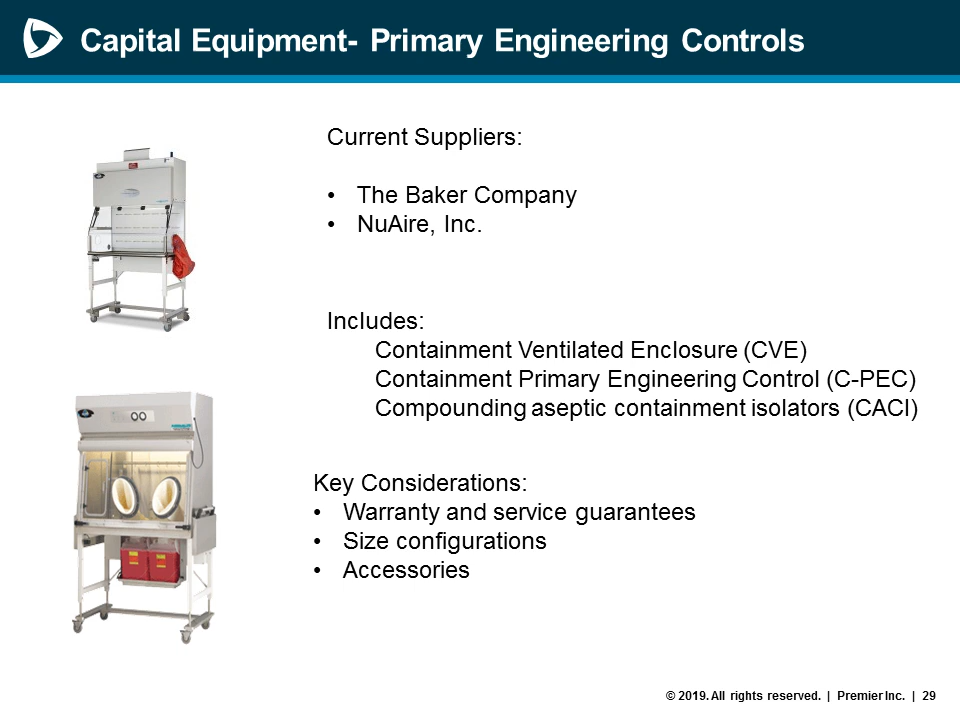 Capital Equipment- Primary Engineering Controls
Current Suppliers:
• The Baker Company
• NuAire, Inc.
Includes:
Containment Ventilated Enclosure (CVE)
Containment Primary Engineering Control (C-PEC)
Compounding aseptic containment isolators (CACI)
Key Considerations:
• Warranty and service guarantees
• Size configurations
• Accessories
© 2019. All rights reserved. | Premier Inc. | 29